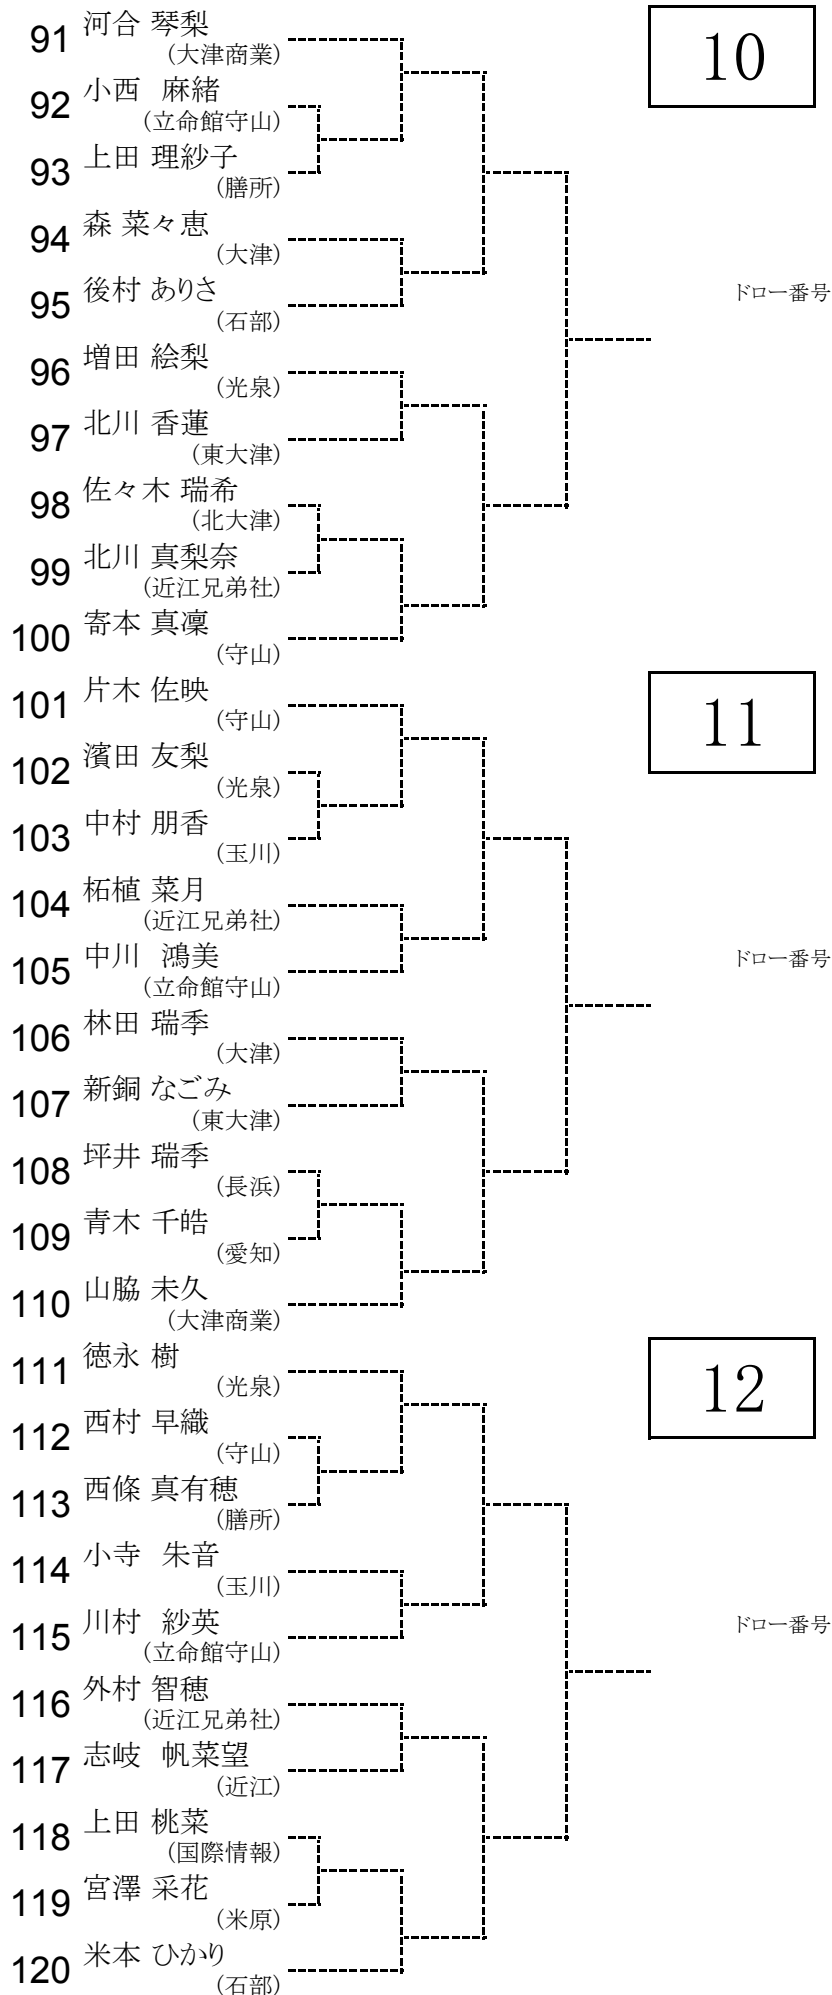 91 河合 琴梨
(大津商業)
10
92 小西 麻緒
(立命館守山)
93 上田 理紗子
(膳所)
94 森 菜々恵
(大津)
95 後村 ありさ
(石部)
ドロー番号
96 増田 絵梨
(光泉)
97 北川 香蓮
(東大津)
98 佐々木 瑞希
(北大津)
99 北川 真梨奈
(近江兄弟社)
100 寄本 真凜
(守山)
101 片木 佐映
(守山)
11
102 濱田 友梨
(光泉)
103 中村 朋香
(玉川)
104 柘植 菜月
(近江兄弟社)
105 中川 鴻美
(立命館守山)
ドロー番号
106 林田 瑞季
(大津)
107 新銅 なごみ
(東大津)
108 坪井 瑞季
(長浜)
109 青木 千皓
(愛知)
110 山脇 未久
(大津商業)
111 徳永 樹
(光泉)
12
112 西村 早織
(守山)
113 西條 真有穂
(膳所)
114 小寺 朱音
(玉川)
115 川村 紗英
(立命館守山)
ドロー番号
116 外村 智穂
(近江兄弟社)
117 志岐 帆菜望
(近江)
118 上田 桃菜
(国際情報)
119 宮澤 采花
(米原)
120 米本 ひかり
(石部)